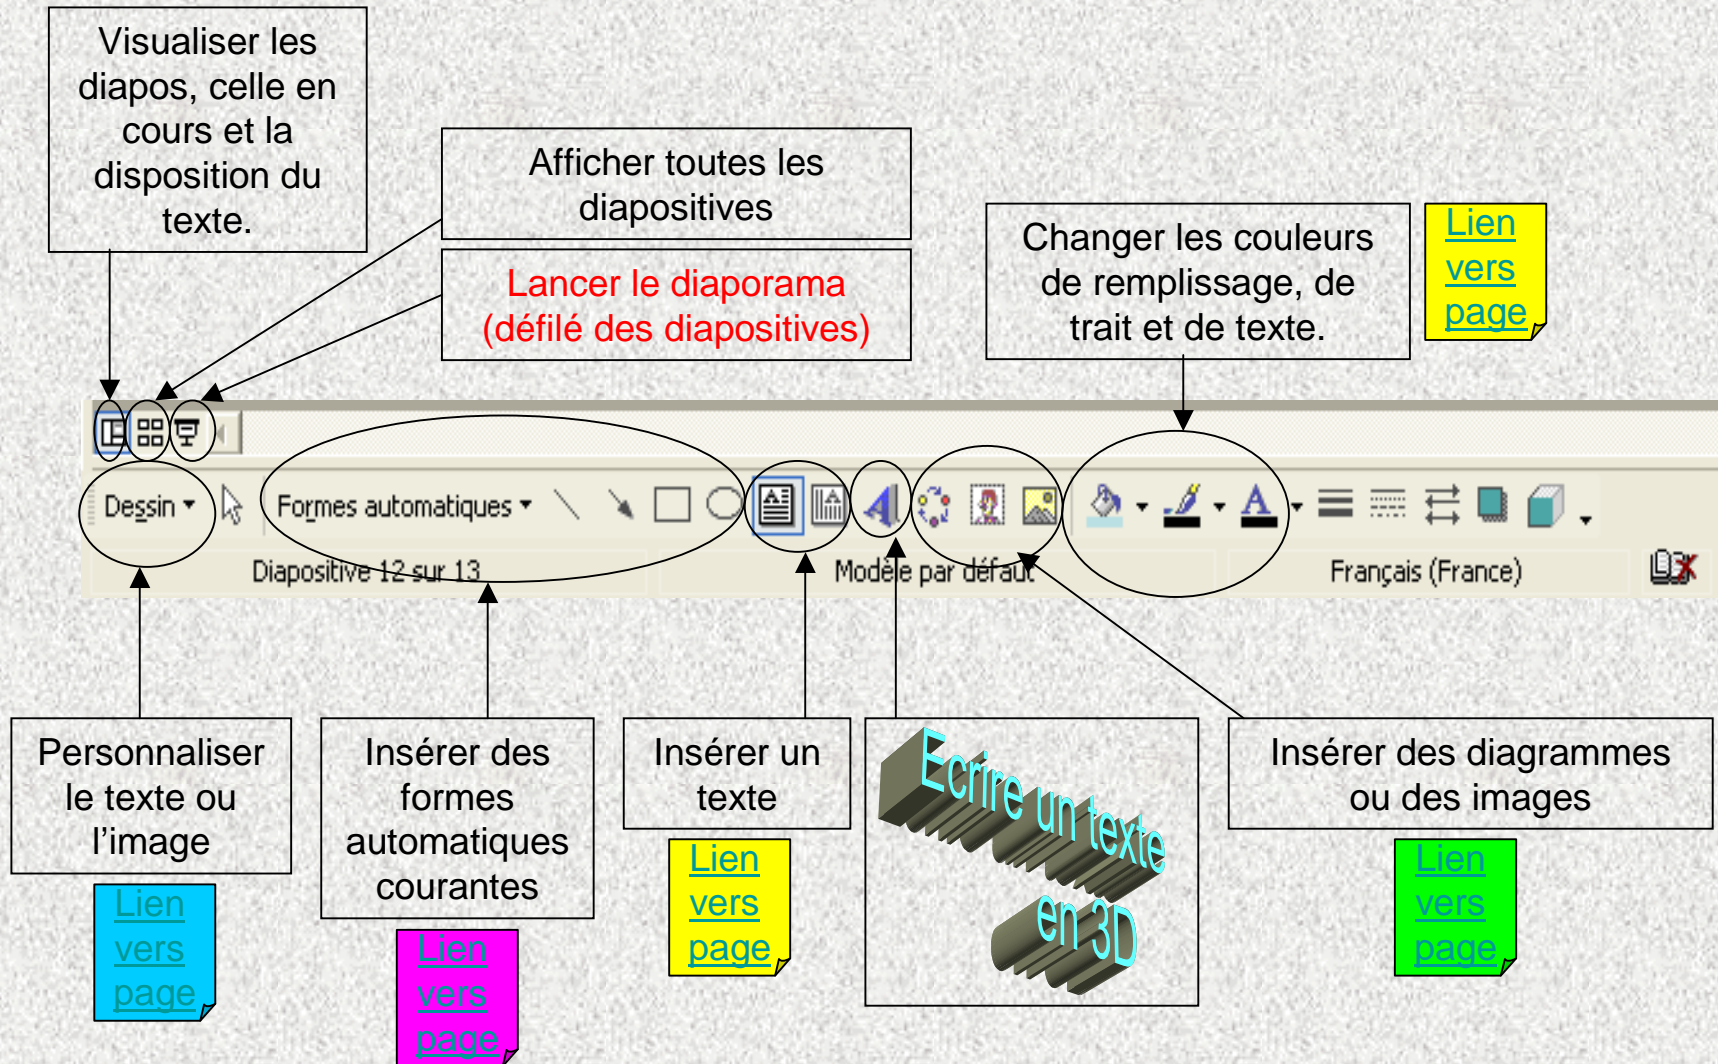 Visualiser les
diapos, celle en
cours et la
disposition du
texte.
Afficher toutes les
diapositives
Lancer le diaporama
(défilé des diapositives)
Changer les couleurs
de remplissage, de
trait et de texte.
Lien
vers
page
Dessin
Formes automatiques
Diapositive 12 sur 13
Modèle par défaut
Français (France)
Personnaliser
le texte ou
l’image
Lien
vers
page
Insérer des
formes
automatiques
courantes
Lien
vers
page
Insérer un
texte
Lien
vers
page
Ecrire un texte
en 3D
Insérer des diagrammes
ou des images
Lien
vers
page